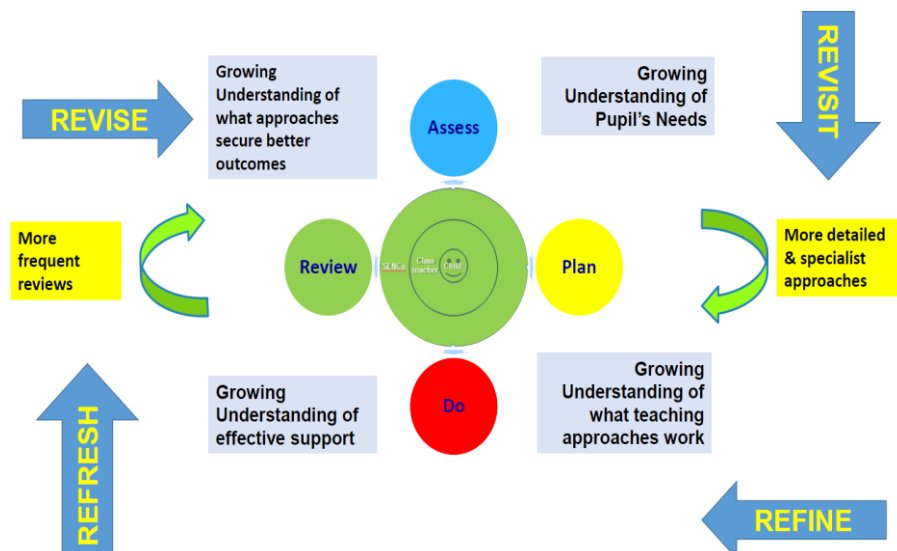 REVISE
Growing
Understanding of
what approaches
secure better
outcomes
Assess
Growing
Understanding of
Pupil's Needs
REVISIT
More
frequent
reviews
Review
SENCo
Class
teacher
Child
Plan
More detailed
& specialist
approaches
REFRESH
Growing
Understanding of
effective support
Do
Growing
Understanding of
what teaching
approaches work
REFINE